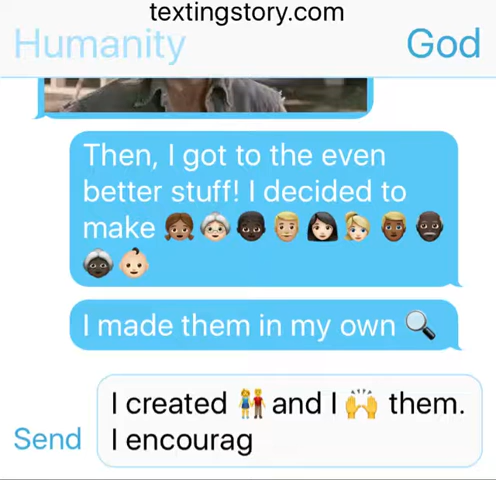 textingstory.com
Humanity God
Then, I got to the even
better stuff! I decided to
make 👧🏾👵🏼👨🏿👨🏼👩🏻👱🏼‍♀️👱🏾‍♂️👴🏿
👵🏿👶🏻
I made them in my own 🔍
I created 👫 and I 🙌 them.
Send I encourag